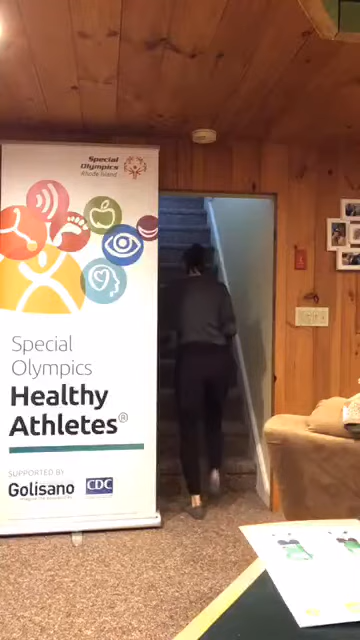 Special
Olympics
Rhode Island
Special
Olympics
Healthy
Athletes®
SUPPORTED BY
Golisano
CDC